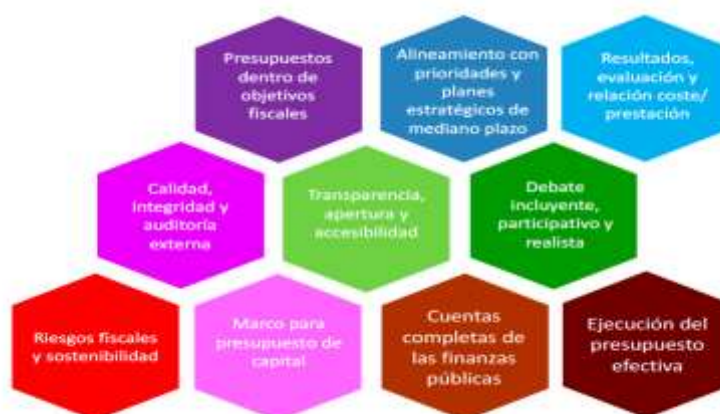 Presupuestos
dentro de
objetivos
fiscales
Alineamiento con
prioridades y
planes
estratégicos de
mediano plazo
Resultados,
evaluación y
relación coste/
prestación
Calidad,
integridad y
auditoría
externa
Transparencia,
apertura y
accesibilidad
Debate
incluyente,
participativo y
realista
Riesgos fiscales
y sostenibilidad
Marco para
presupuesto de
capital
Cuentas
completas de
las finanzas
públicas
Ejecución del
presupuesto
efectiva